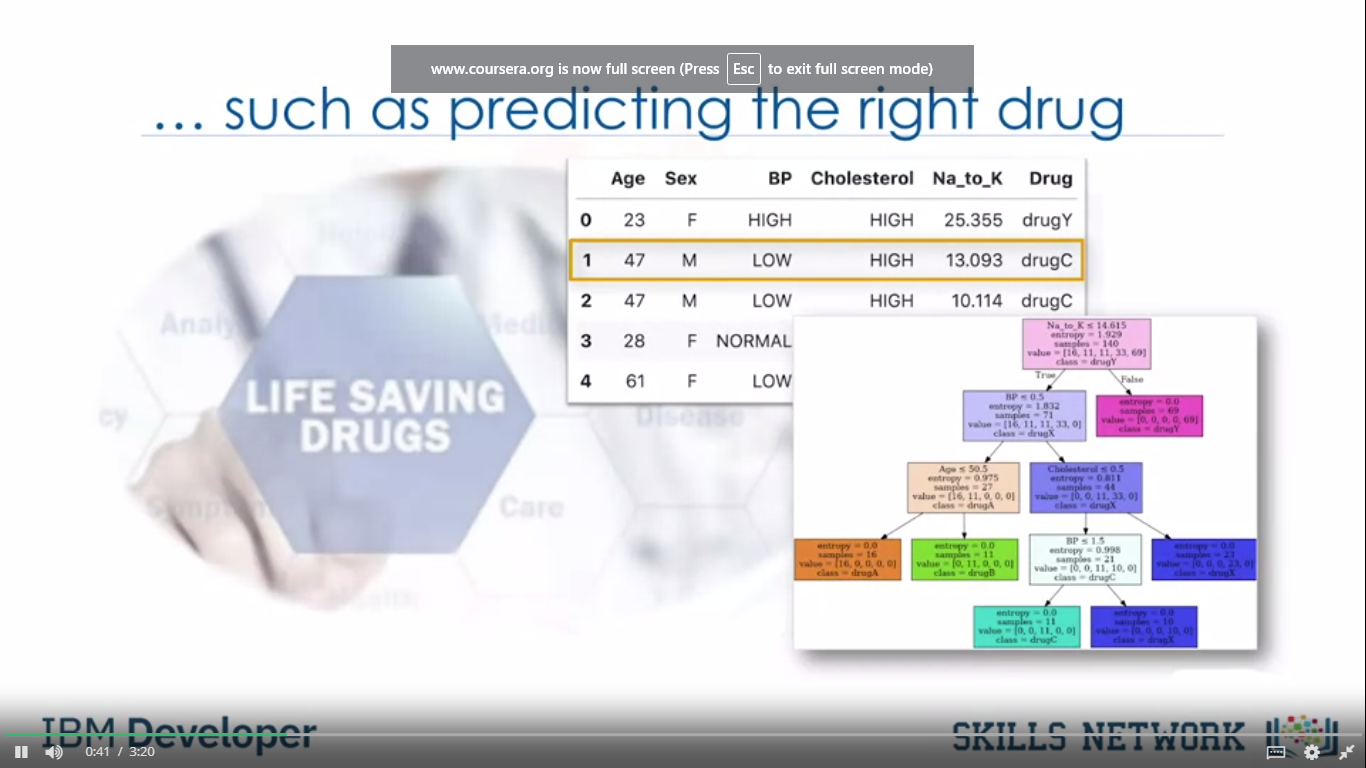 www.coursera.org is now full screen (Press Esc to exit full screen mode)
… such as predicting the right drug
Age Sex BP Cholesterol Na_to_K Drug
0 23 F HIGH HIGH 25.355 drugY
1 47 M LOW HIGH 13.093 drugC
2 47 M LOW HIGH 10.114 drugC
3 28 F NORMAL
4 61 F LOW
LIFE SAVING
DRUGS
Disease
Care
Na_to_K ≤ 14.615
entropy = 1.929
samples = 140
value = [16, 11, 11, 33, 69]
class = drugY
True
False
BP ≤ 0.5
entropy = 1.832
samples = 71
value = [16, 11, 11, 33, 0]
class = drugX
entropy = 0.0
samples = 69
value = [0, 0, 0, 0, 69]
class = drugY
Age ≤ 50.5
entropy = 0.975
samples = 27
value = [16, 11, 0, 0, 0]
class = drugA
Cholesterol ≤ 0.5
entropy = 0.811
samples = 44
value = [0, 0, 11, 33, 0]
class = drugX
entropy = 0.0
samples = 16
value = [16, 0, 0, 0, 0]
class = drugA
entropy = 0.0
samples = 11
value = [0, 11, 0, 0, 0]
class = drugB
BP ≤ 1.5
entropy = 0.998
samples = 21
value = [0, 0, 11, 10, 0]
class = drugC
entropy = 0.0
samples = 23
value = [0, 0, 0, 23, 0]
class = drugX
entropy = 0.0
samples = 11
value = [0, 0, 11, 0, 0]
class = drugC
entropy = 0.0
samples = 10
value = [0, 0, 0, 10, 0]
class = drugX
IBM Developer
SKILLS NETWORK
0:41 / 3:20